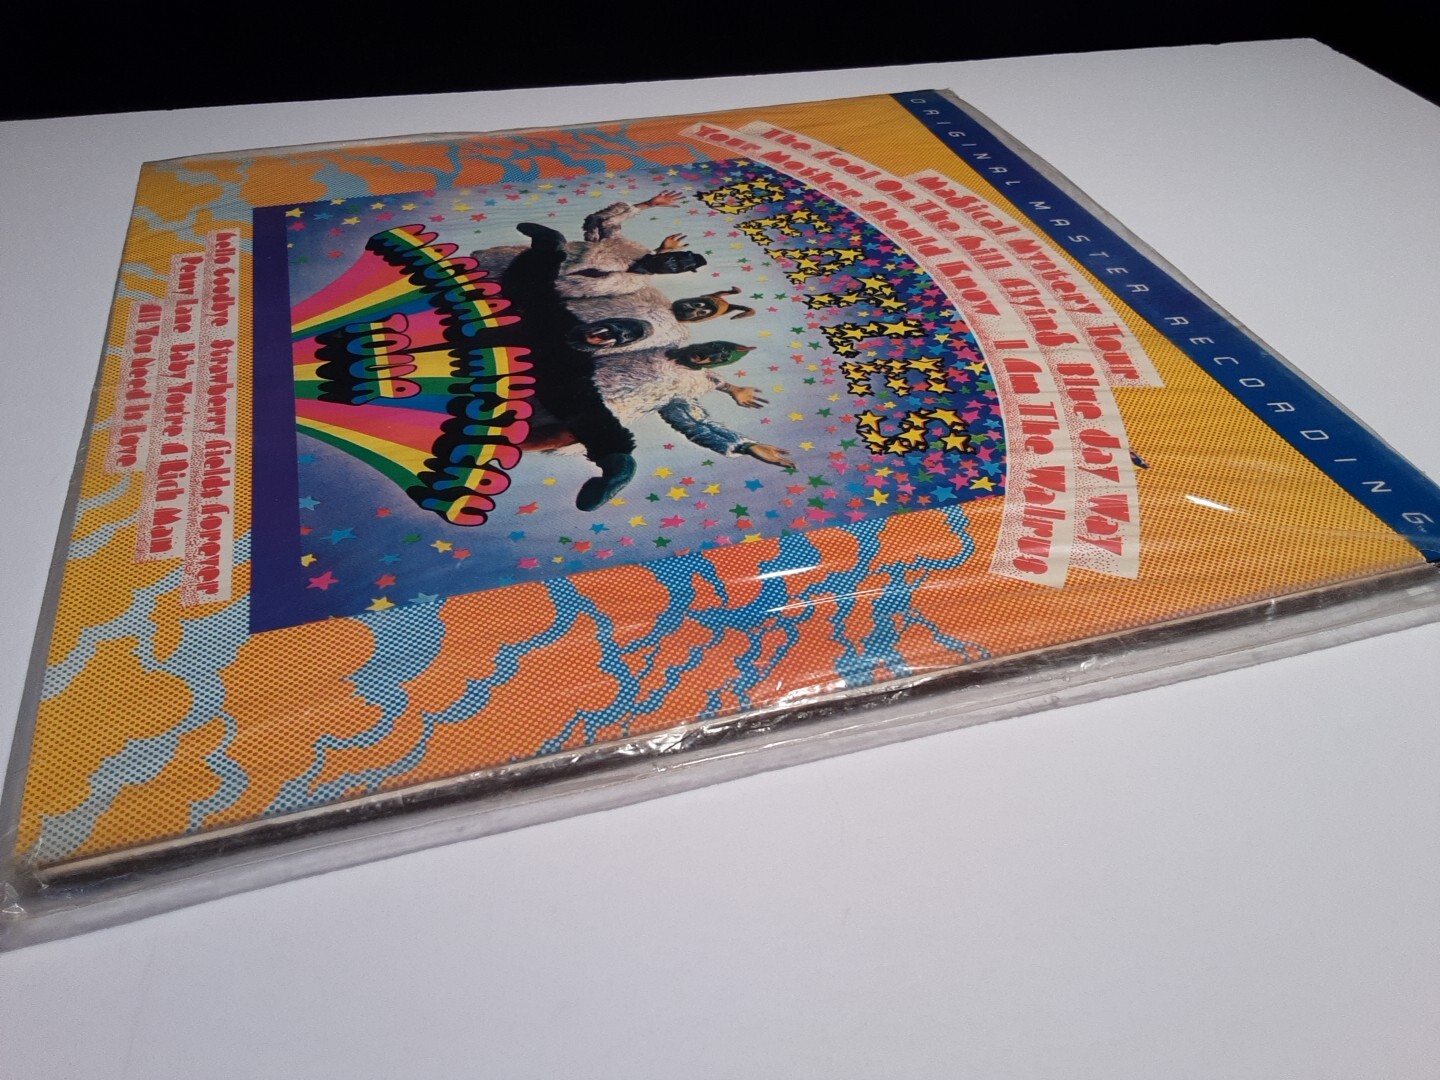 ORIGINAL MASTER RECORDING™
Magical Mystery Tour
The Fool On The hill flying Blue day Way
Your Mother Should know I Am The Walrus
BEATLES
MAGICAL MYSTERY
TOUR
Hello Goodbye Strawberry fields forever
Penny Lane Baby You're A Rich Man
All You Need Is Love